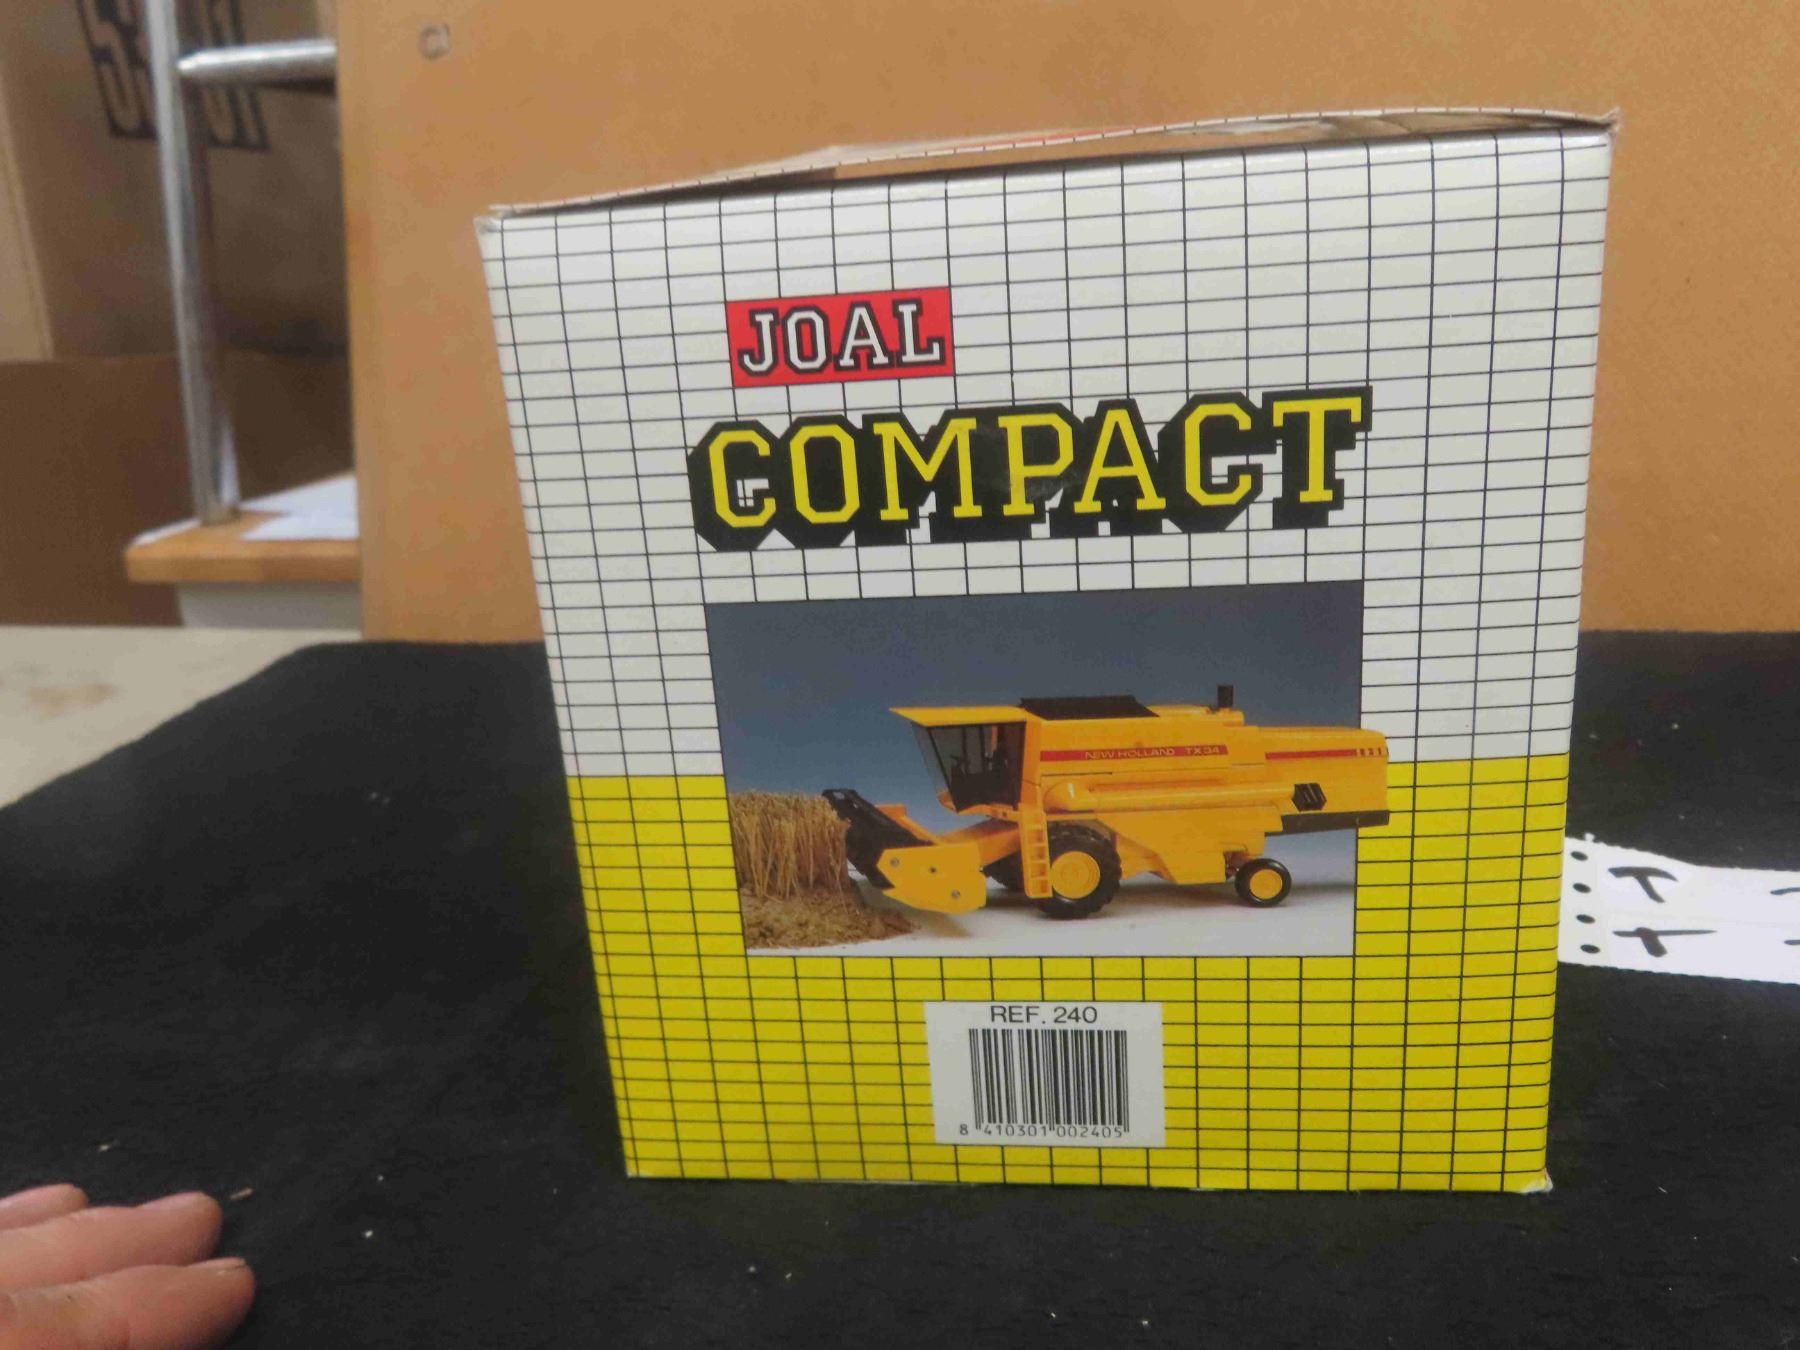 JOAL
COMPACT
NEW HOLLAND TX34
REF. 240
8 410301 002405